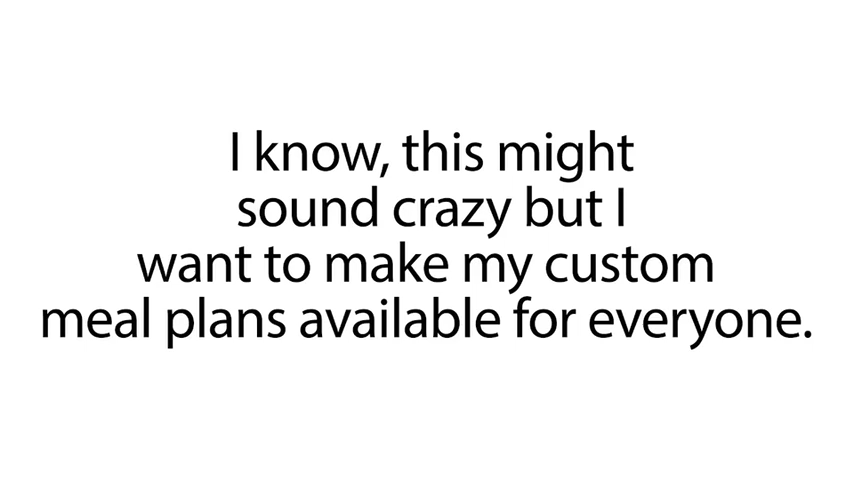 I know, this might
sound crazy but I
want to make my custom
meal plans available for everyone.